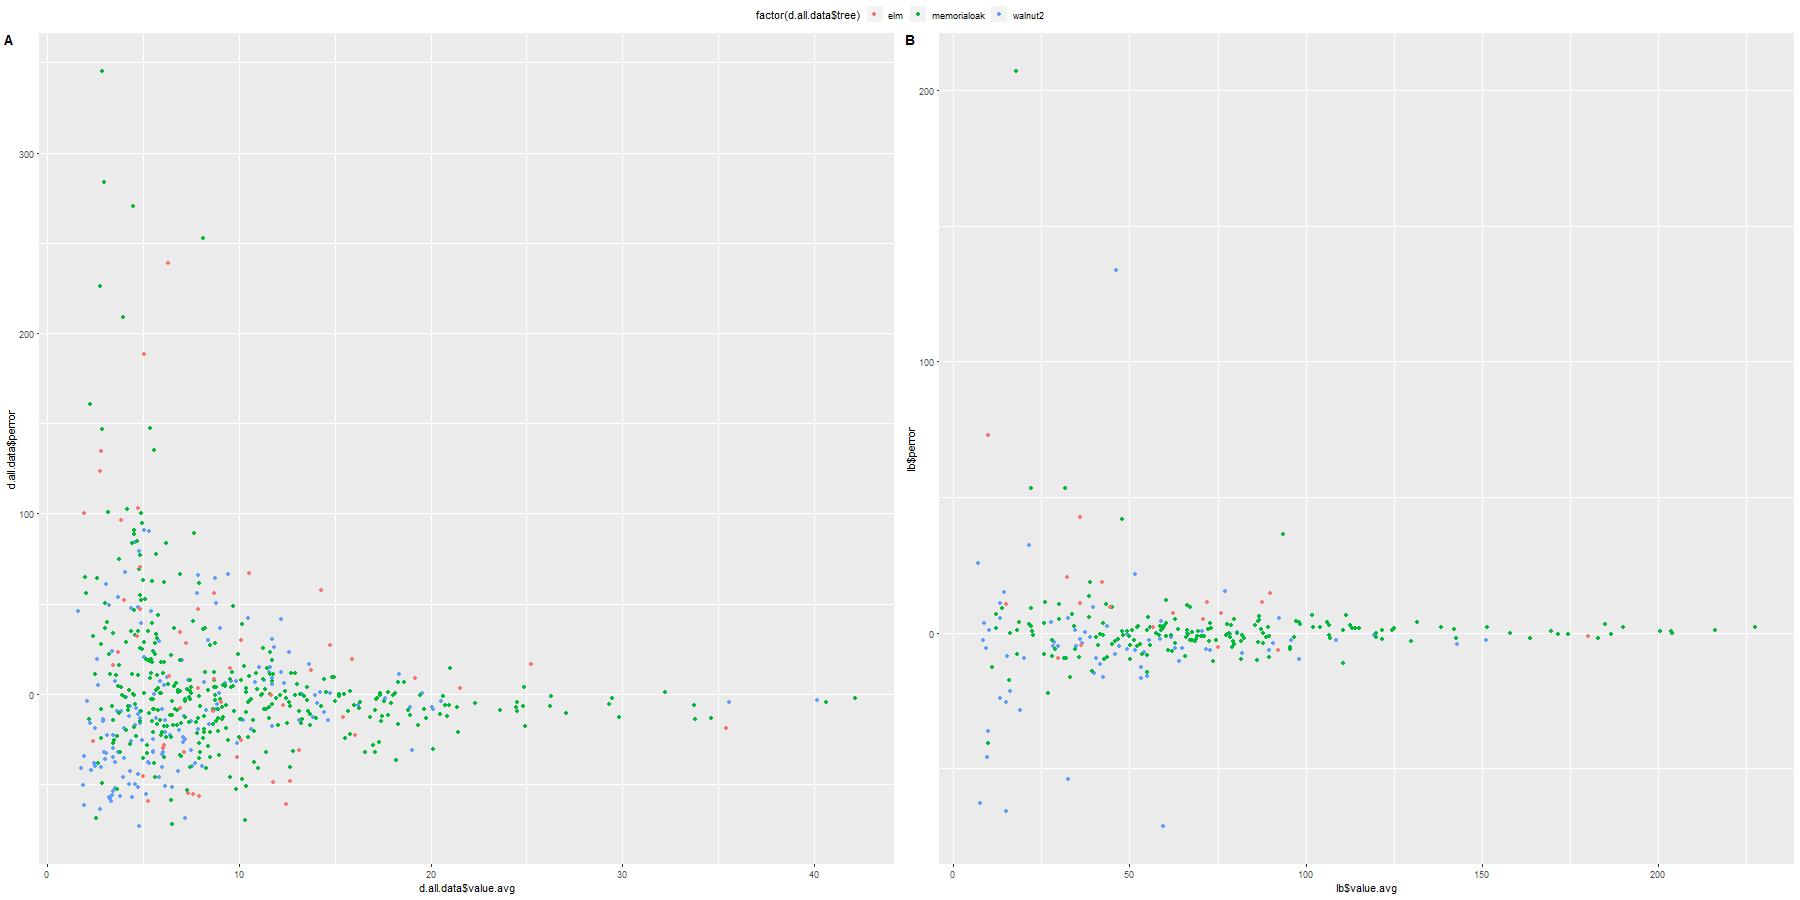 factor(d.all.data$tree) elm memorialoak walnut2
A
300
200
100
0
d.all.data$perror
0 10 20 30 40
d.all.data$value.avg
B
200
100
0
lb$perror
0 50 100 150 200
lb$value.avg